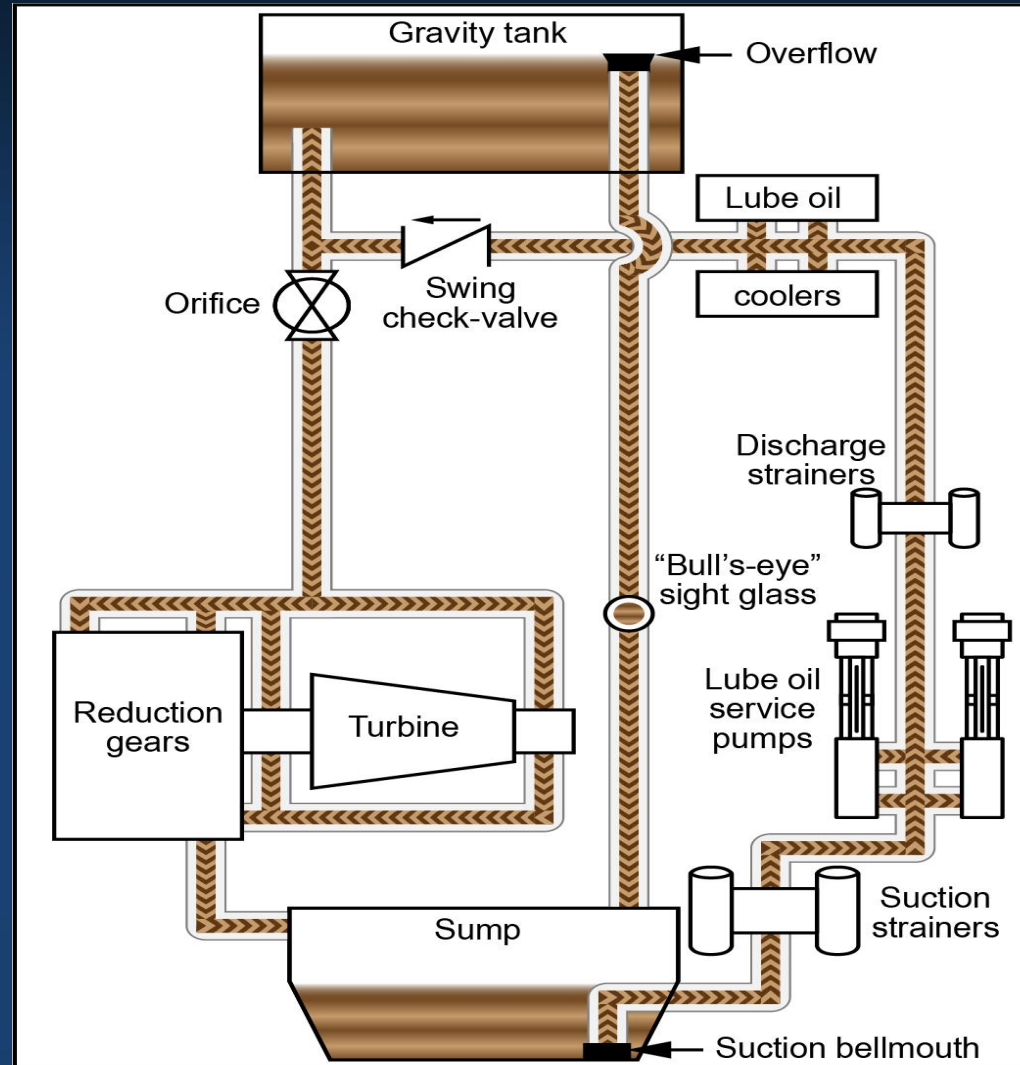 Gravity tank
Overflow
Lube oil
coolers
Orifice
Swing
check-valve
Discharge
strainers
“Bull’s-eye”
sight glass
Lube oil
service
pumps
Reduction
gears
Turbine
Suction
strainers
Sump
Suction bellmouth